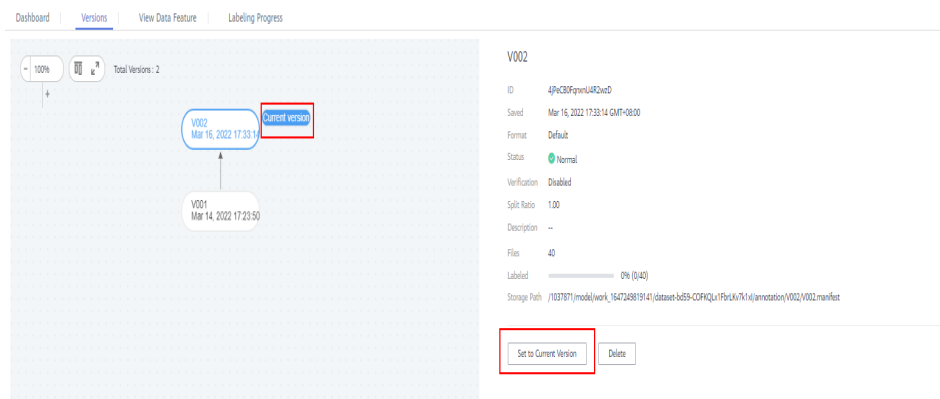 Dashboard Versions View Data Feature Labeling Progress
100% Total Versions : 2
V002
Mar 16, 2022 17:33:14
Current version
V001
Mar 14, 2022 17:23:50
V002
ID 4jPeCB0FqnxnU4R2wzD
Saved Mar 16, 2022 17:33:14 GMT+08:00
Format Default
Status Normal
Verification Disabled
Split Ratio 1.00
Description --
Files 40
Labeled 0% (0/40)
Storage Path /1037871/model/work_1647249819141/dataset-bd59-COFKQLx1FbrLKv7k1xI/annotation/V002/V002.manifest
Set to Current Version Delete